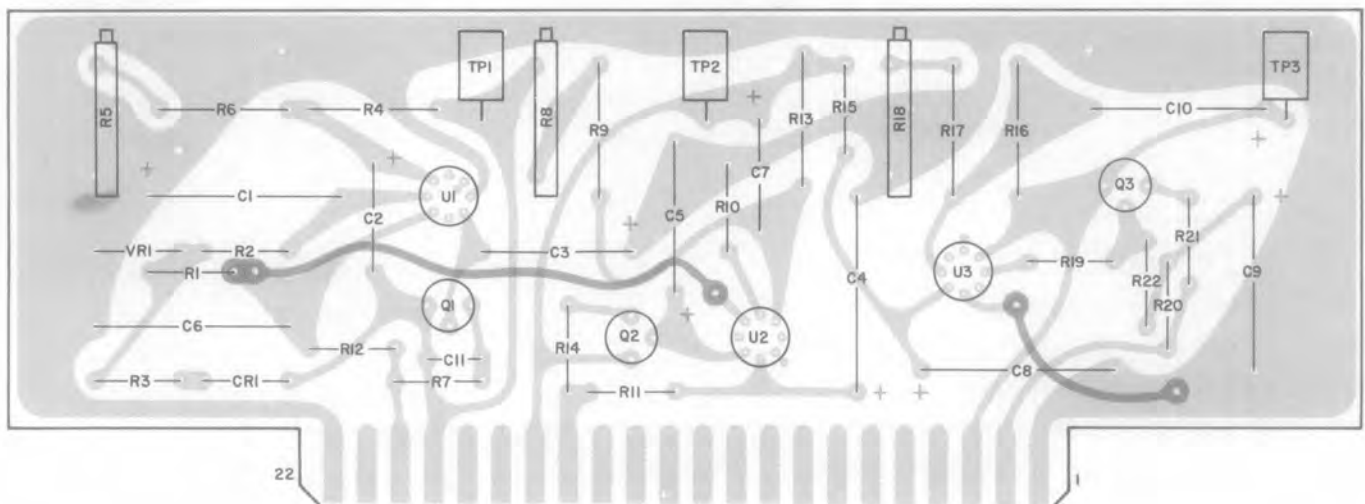 TP1 TP2 TP3
R5 R6 R4 R8 R9 R13 R15 R18 R17 R16 C10
+ + +
C7
C1 C2 U1 C5 R10 Q3
+ + + +
VR1 R2 C3 R21
R1 U3 R19 R22 C9
C4 R20
Q1
C6 +
R12 C11 R14 Q2 U2
R3 CR1 R7 R11 C8
+ +
22 1